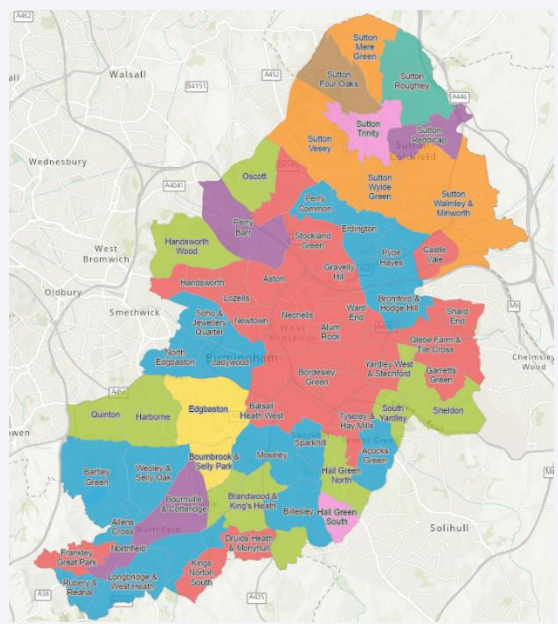 A462
Walsall
B4151
A452
Sutton
Mere
Green
Sutton
Four Oaks
Sutton
Roughley
A446
Sutton
Trinity
Sutton
Reddicap
Sutton
Coldfield
Sutton
Vesey
Wednesbury
Oscott
A4041
Sutton
Wylde
Green
Sutton
Walmley &
Minworth
Perry
Common
Perry
Barr
Erdington
Stockland
Green
Handsworth
Wood
West
Bromwich
Pype
Hayes
Castle
Vale
Gravelly
Hill
Aston
Handsworth
Oldbury
Lozells
Bromford &
Hodge Hill
M6
Smethwick
Soho &
Jewellery
Quarter
Newtown
Nechells
Ward
End
Shard
End
West
Midlands
Alum
Rock
Glebe Farm &
Tile Cross
Chelmsley
Wood
North
Edgbaston
Birmingham
Ladywood
Yardley West
& Stechford
Garretts
Green
Bordesley
Green
Quinton
Harborne
Edgbaston
Balsall
Heath West
South
Yardley
Sheldon
Tyseley &
Hay Mills
Sparkhill
Acocks
Green
Bartley
Green
Weoley &
Selly Oak
Bournbrook &
Selly Park
Moseley
Hall Green
North
Bournville
& Cotteridge
Brandwood &
King's Heath
Billesley
Hall Green
South
Allens
Cross
Northfield
Solihull
Frankley
Great Park
Northfield
Druids Heath
& Monyhull
Rubery &
Rednal
Longbridge &
West Heath
Kings
Norton
South
A38
A435